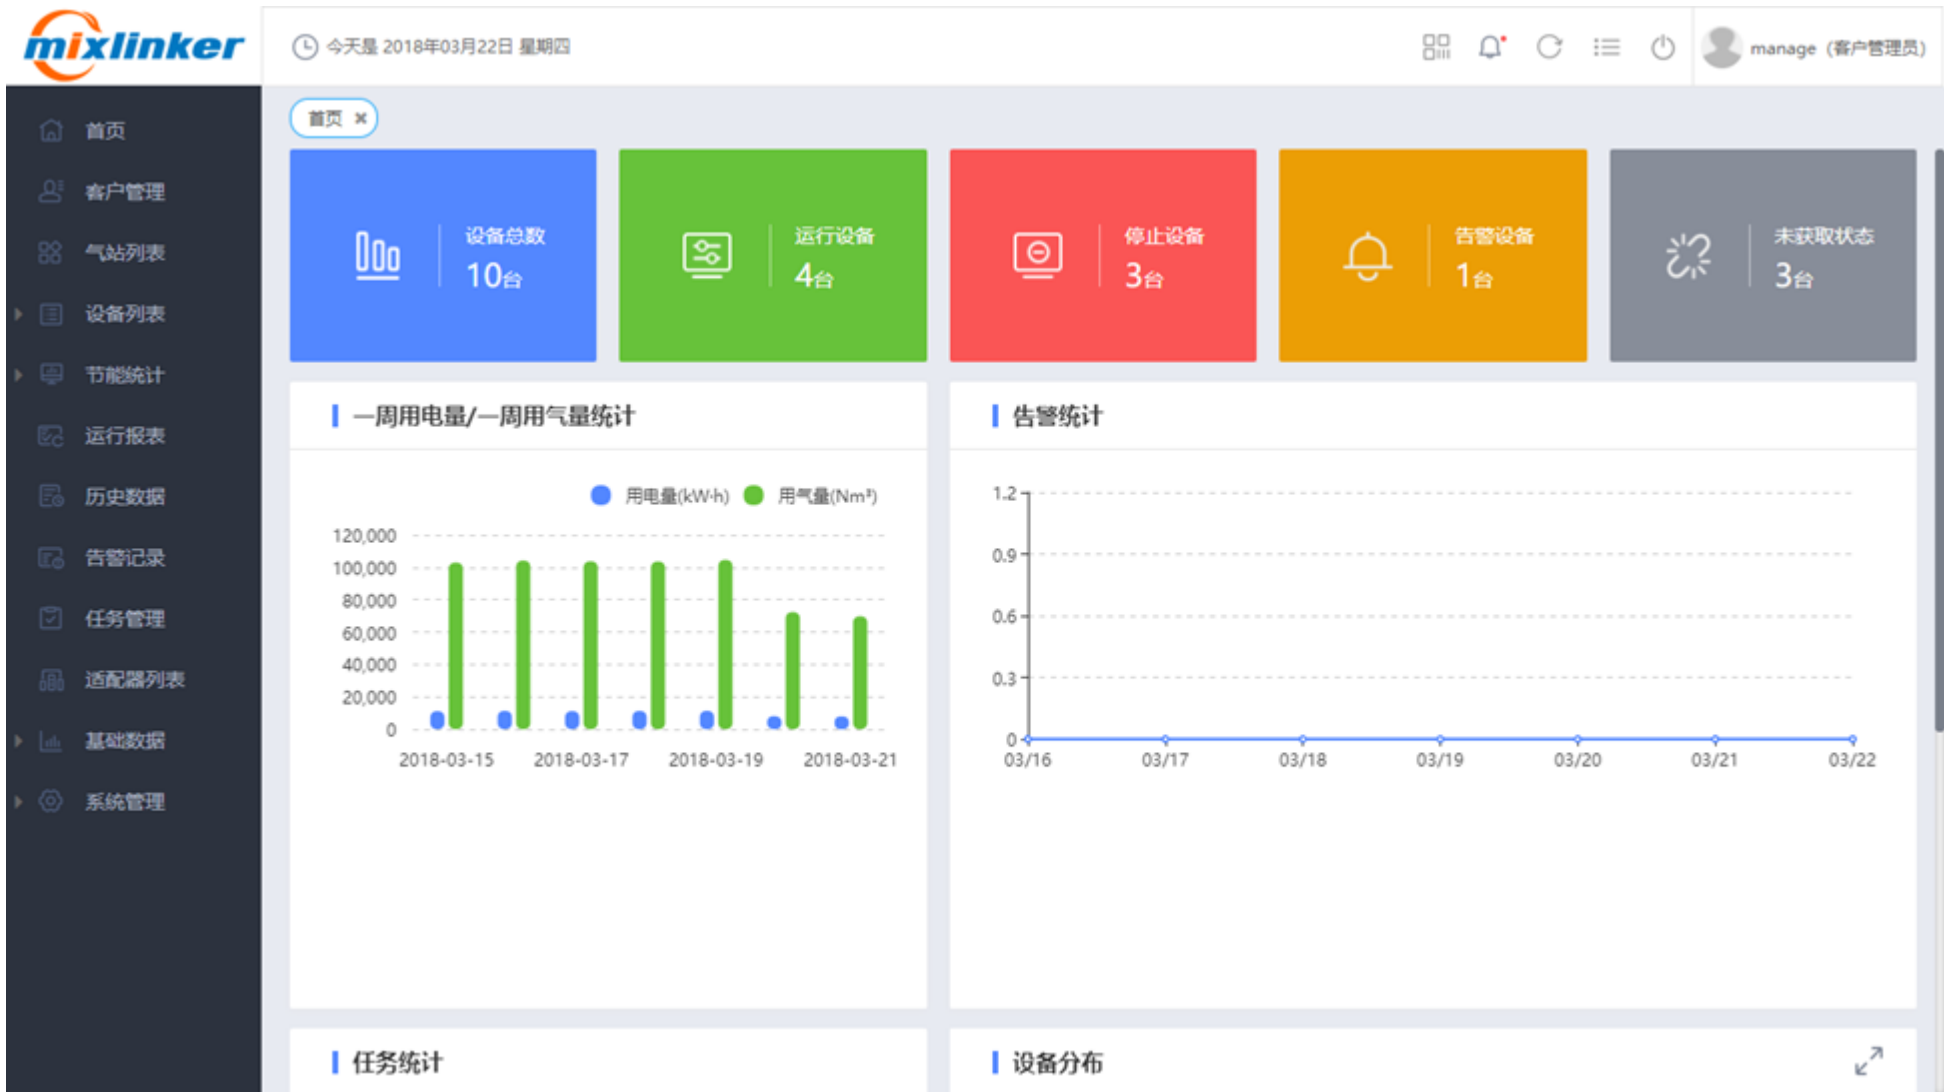 mixlinker
今天是 2018年03月22日 星期四
manage (客户管理员)
首页
客户管理
气站列表
设备列表
节能统计
运行报表
历史数据
告警记录
任务管理
适配器列表
基础数据
系统管理
首页
设备总数
10台
运行设备
4台
停止设备
3台
告警设备
1台
未获取状态
3台
一周用电量/一周用气量统计
用电量(kW·h) 用气量(Nm³)
120,000
100,000
80,000
60,000
40,000
20,000
0
2018-03-15 2018-03-17 2018-03-19 2018-03-21
告警统计
1.2
0.9
0.6
0.3
0
03/16 03/17 03/18 03/19 03/20 03/21 03/22
任务统计
设备分布